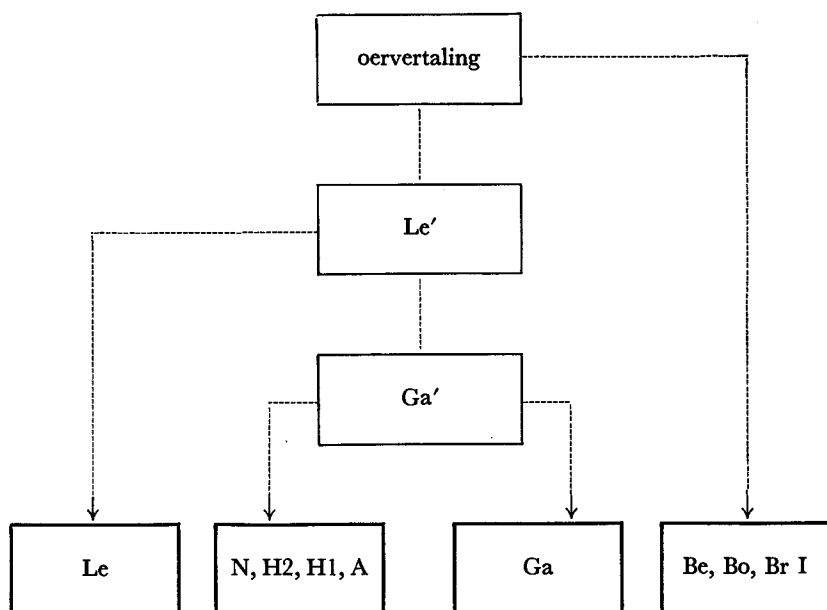 oervertaling
Le′
Ga′
Le
N, H2, H1, A
Ga
Be, Bo, Br I